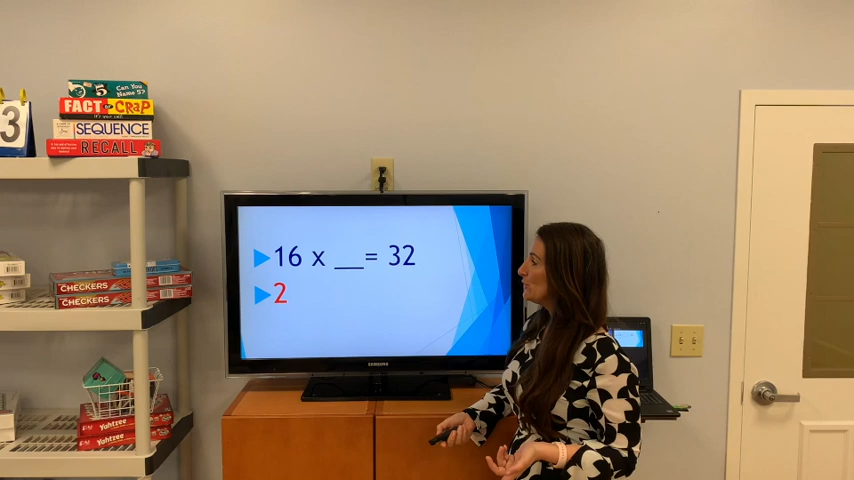 3
5
Can You
Name 5?
FACT or CRAP
SEQUENCE
RECALL
16 x __= 32
2
SAMSUNG
CHECKERS
CHECKERS
Yahtzee
Yahtzee